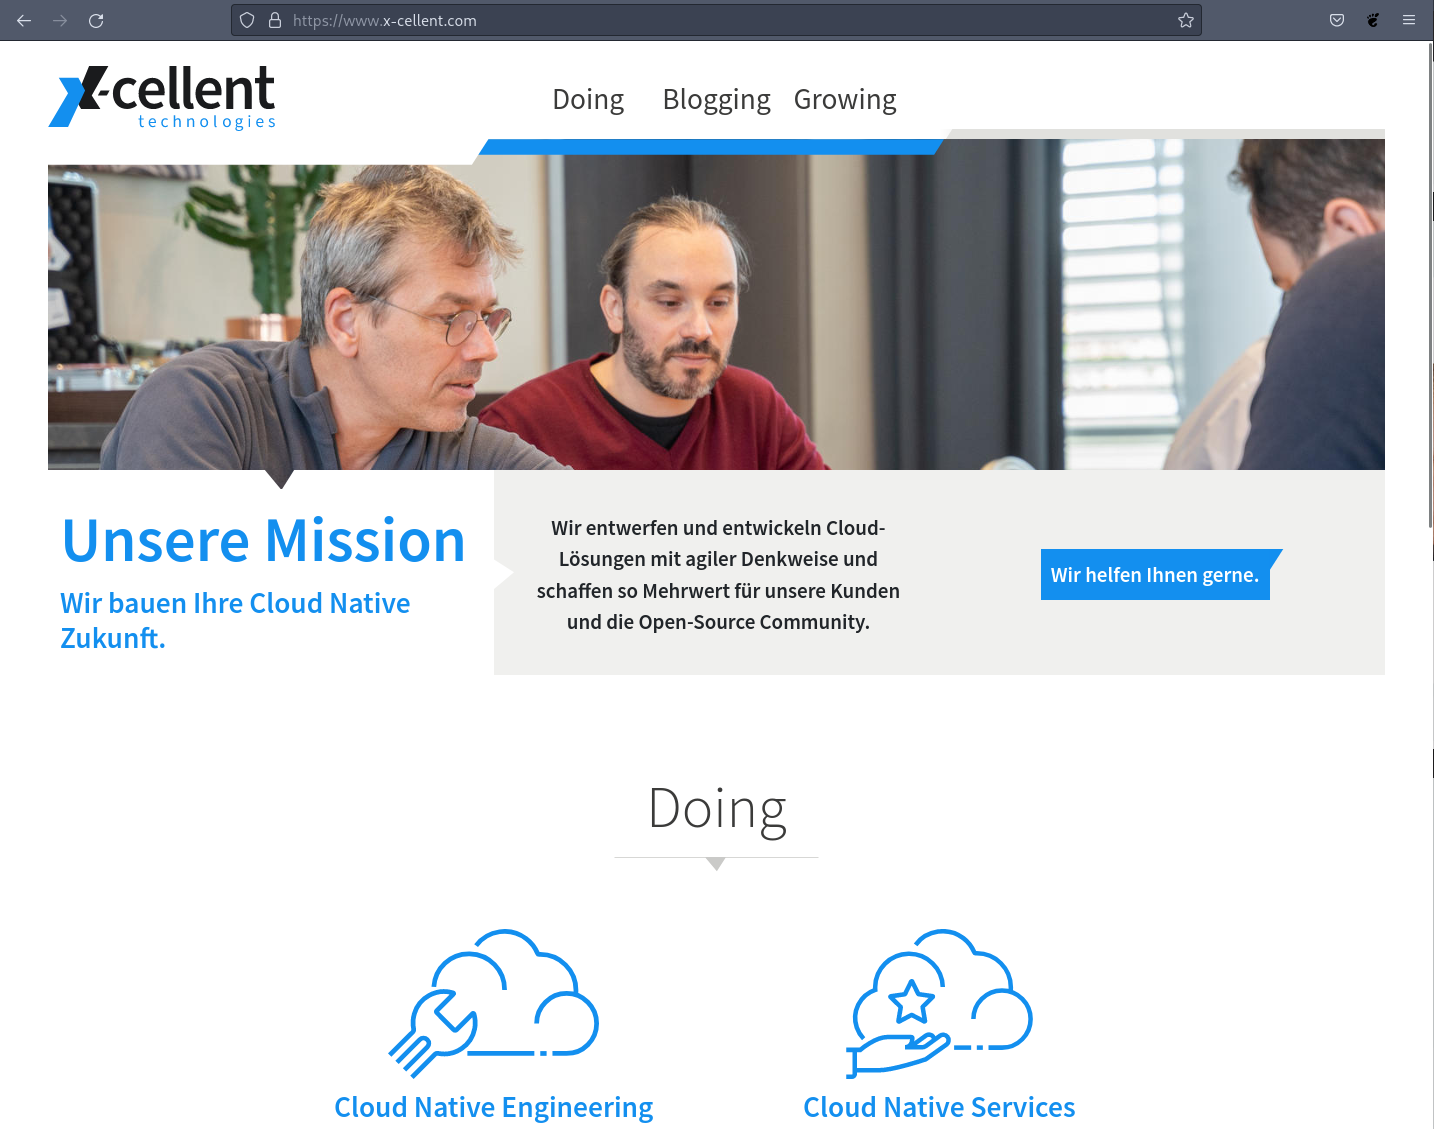 https://www.x-cellent.com
x-cellent
technologies
Doing Blogging Growing
Unsere Mission
Wir bauen Ihre Cloud Native
Zukunft.
Wir entwerfen und entwickeln Cloud-
Lösungen mit agiler Denkweise und
schaffen so Mehrwert für unsere Kunden
und die Open-Source Community.
Wir helfen Ihnen gerne.
Doing
Cloud Native Engineering
Cloud Native Services